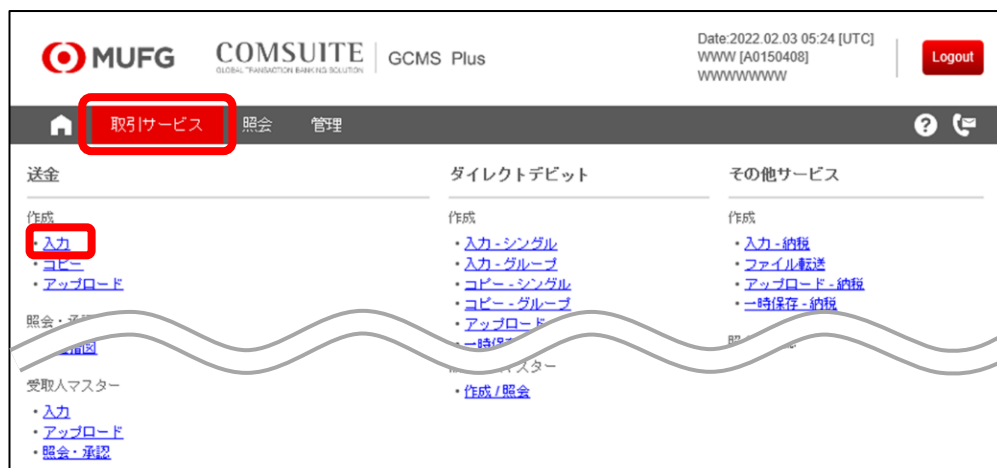 MUFG COMSUITE GCMS Plus
GLOBAL TRANSACTION BANKING SOLUTION
Date:2022.02.03 05:24 [UTC]
WWW [A0150408]
WWWWWWWW
Logout
取引サービス 照会 管理
送金
作成
・入力
・コピー
・アップロード
照会・承
受取人マスター
・入力
・アップロード
・照会・承認
ダイレクトデビット
作成
・入力 - シングル
・入力 - グループ
・コピー - シングル
・コピー - グループ
・アップロード
・一時保存
マスター
・作成 / 照会
その他サービス
作成
・入力 - 納税
・ファイル転送
・アップロード - 納税
・一時保存 - 納税